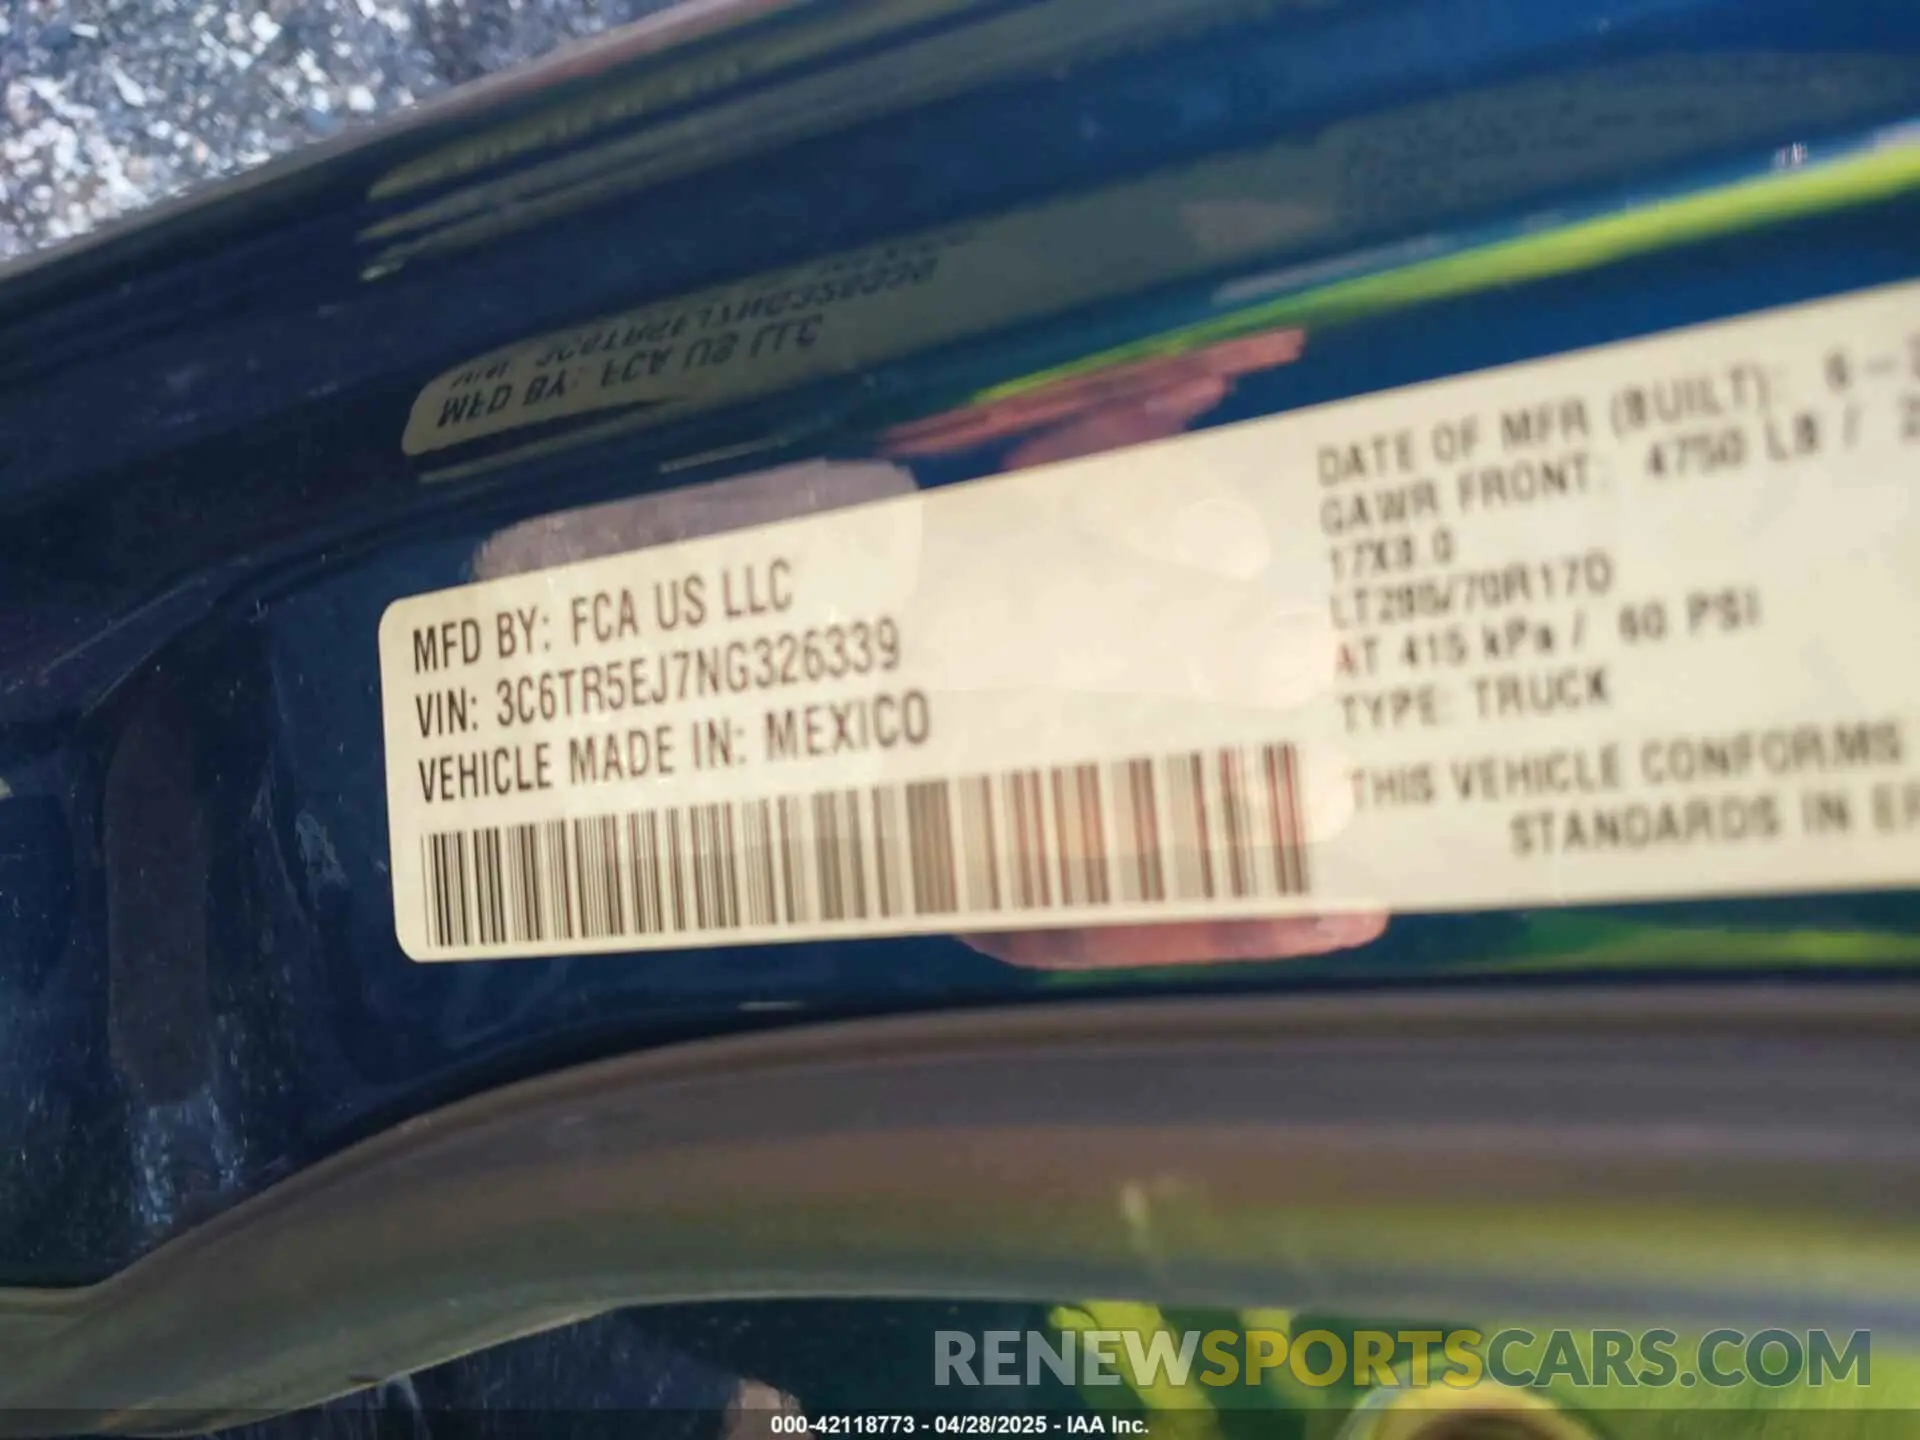 MFD BY: FCA US LLC
VIN: 3C6TR5EJ7NG326339
VEHICLE MADE IN: MEXICO
DATE OF MFR (BUILT): 6-
GAWR FRONT: 4750 LB /
17X8.0
LT285/70R17D
AT 415 kPa / 60 PSI
TYPE: TRUCK
THIS VEHICLE CONFORMS
STANDARDS IN
RENEWSPORTSCARS.COM
000-42118773 - 04/28/2025 - IAA Inc.